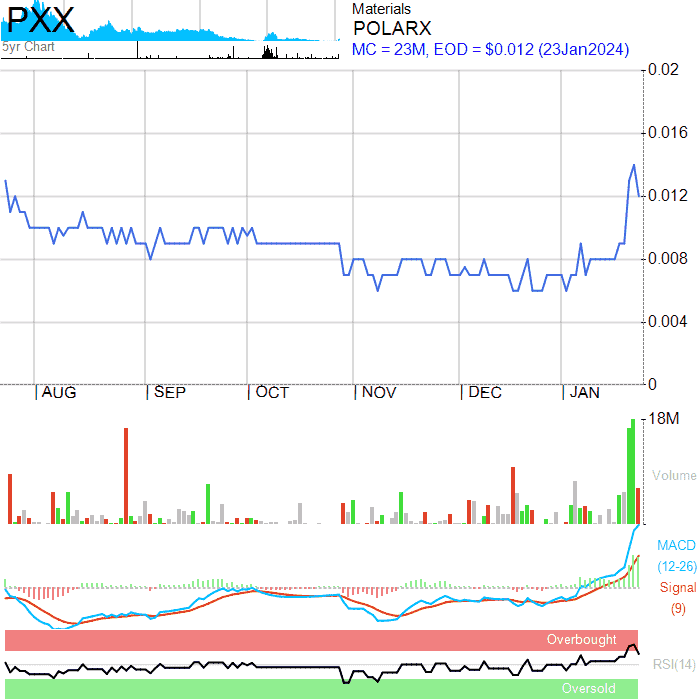 PXX
5yr Chart
Materials
POLARX
MC = 23M, EOD = $0.012 (23Jan2024)
0.02
0.016
0.012
0.008
0.004
0
AUG SEP OCT NOV DEC JAN
18M
Volume
MACD
(12-26)
Signal
(9)
Overbought
RSI(14)
Oversold